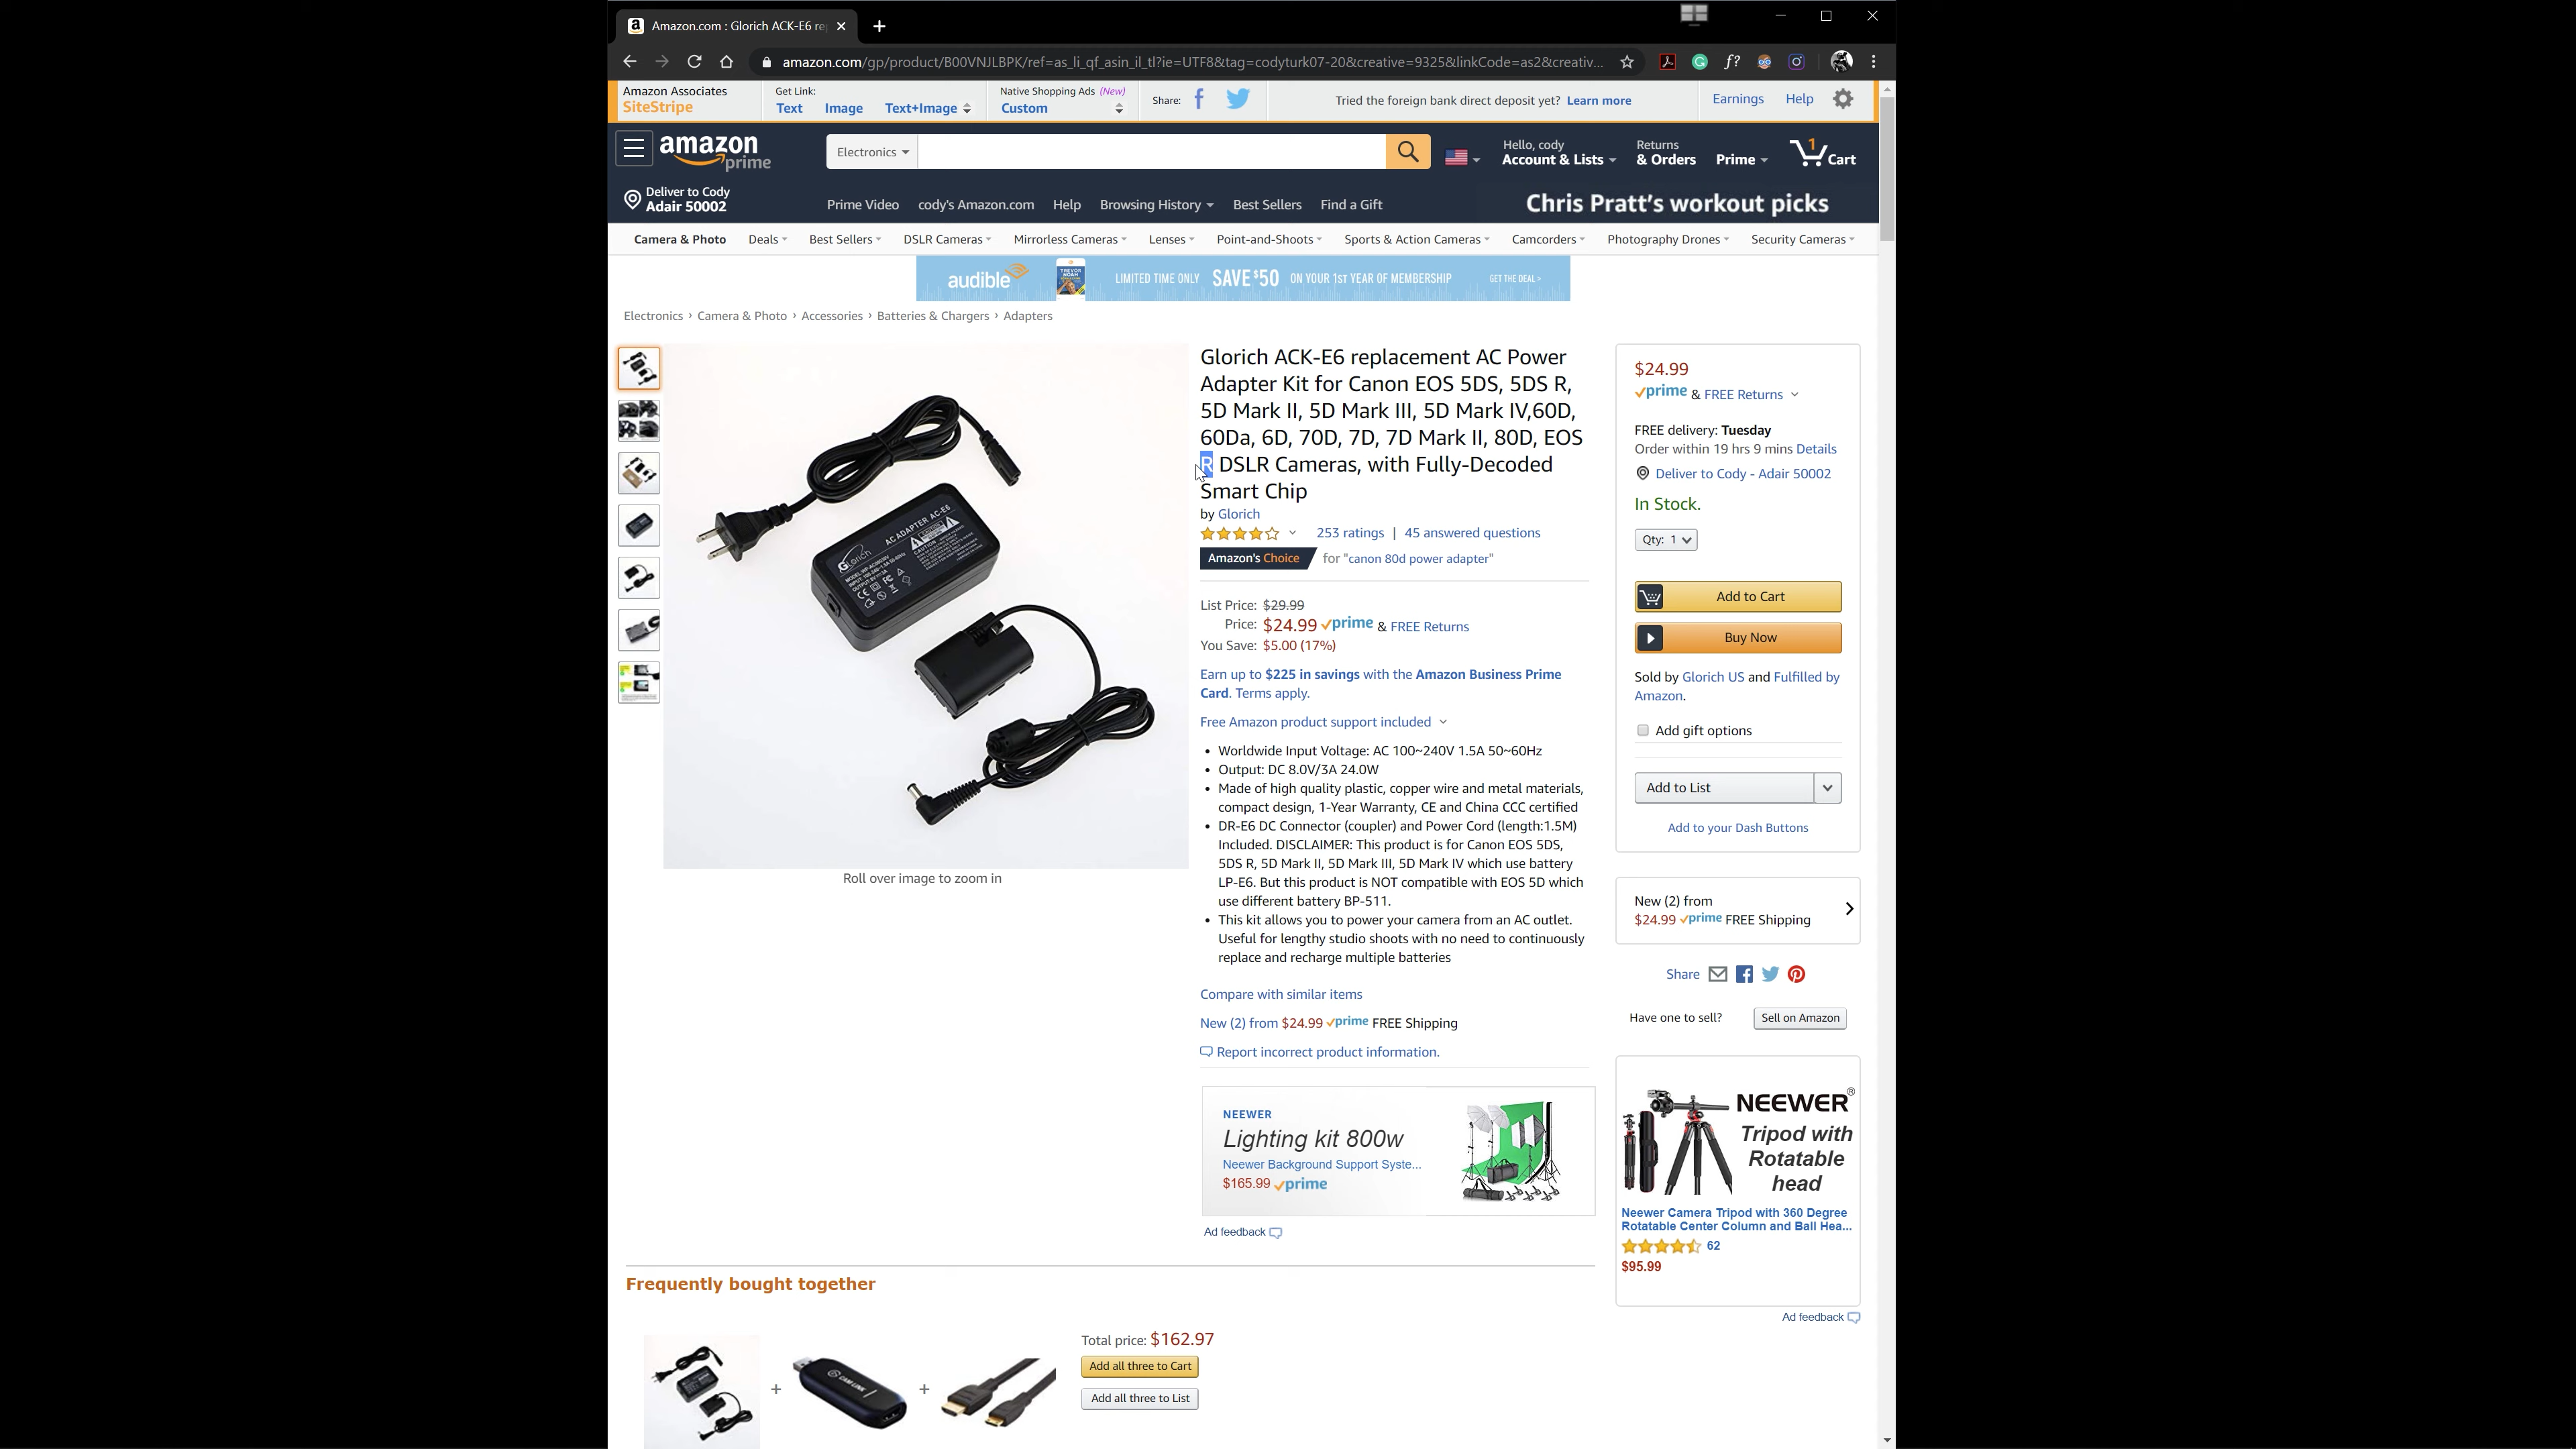 Amazon.com : Glorich ACK-E6 re
amazon.com/gp/product/B00VNJLBPK/ref=as_li_qf_asin_il_tl?ie=UTF8&tag=codyturk07-20&creative=9325&linkCode=as2&creativ...
Amazon Associates
SiteStripe
Get Link:
Text Image Text+Image
Native Shopping Ads (New)
Custom
Share:
Tried the foreign bank direct deposit yet? Learn more
Earnings Help
amazon prime
Electronics
Hello, cody
Account & Lists
Returns
& Orders
Prime
1
Cart
Deliver to Cody
Adair 50002
Prime Video cody's Amazon.com Help Browsing History Best Sellers Find a Gift
Chris Pratt's workout picks
Camera & Photo Deals Best Sellers DSLR Cameras Mirrorless Cameras Lenses Point-and-Shoots Sports & Action Cameras Camcorders Photography Drones Security Cameras
audible LIMITED TIME ONLY SAVE $50 ON YOUR 1ST YEAR OF MEMBERSHIP GET THE DEAL >
Electronics › Camera & Photo › Accessories › Batteries & Chargers › Adapters
Glorich
AC ADAPTER AC-E6
Roll over image to zoom in
Glorich ACK-E6 replacement AC Power
Adapter Kit for Canon EOS 5DS, 5DS R,
5D Mark II, 5D Mark III, 5D Mark IV,60D,
60Da, 6D, 70D, 7D, 7D Mark II, 80D, EOS
R DSLR Cameras, with Fully-Decoded
Smart Chip
by Glorich
253 ratings | 45 answered questions
Amazon's Choice for "canon 80d power adapter"
List Price: $29.99
Price: $24.99 prime & FREE Returns
You Save: $5.00 (17%)
Earn up to $225 in savings with the Amazon Business Prime
Card. Terms apply.
Free Amazon product support included
• Worldwide Input Voltage: AC 100~240V 1.5A 50~60Hz
• Output: DC 8.0V/3A 24.0W
• Made of high quality plastic, copper wire and metal materials,
compact design, 1-Year Warranty, CE and China CCC certified
• DR-E6 DC Connector (coupler) and Power Cord (length:1.5M)
Included. DISCLAIMER: This product is for Canon EOS 5DS,
5DS R, 5D Mark II, 5D Mark III, 5D Mark IV which use battery
LP-E6. But this product is NOT compatible with EOS 5D which
use different battery BP-511.
• This kit allows you to power your camera from an AC outlet.
Useful for lengthy studio shoots with no need to continuously
replace and recharge multiple batteries
Compare with similar items
New (2) from $24.99 prime FREE Shipping
Report incorrect product information.
NEEWER
Lighting kit 800w
Neewer Background Support Syste...
$165.99 prime
Ad feedback
$24.99
prime & FREE Returns
FREE delivery: Tuesday
Order within 19 hrs 9 mins Details
Deliver to Cody - Adair 50002
In Stock.
Qty: 1
Add to Cart
Buy Now
Sold by Glorich US and Fulfilled by
Amazon.
Add gift options
Add to List
Add to your Dash Buttons
New (2) from
$24.99 prime FREE Shipping
Share
Have one to sell? Sell on Amazon
NEEWER®
Tripod with
Rotatable
head
Neewer Camera Tripod with 360 Degree
Rotatable Center Column and Ball Hea...
62
$95.99
Ad feedback
Frequently bought together
CAM LINK
+ +
Total price: $162.97
Add all three to Cart
Add all three to List